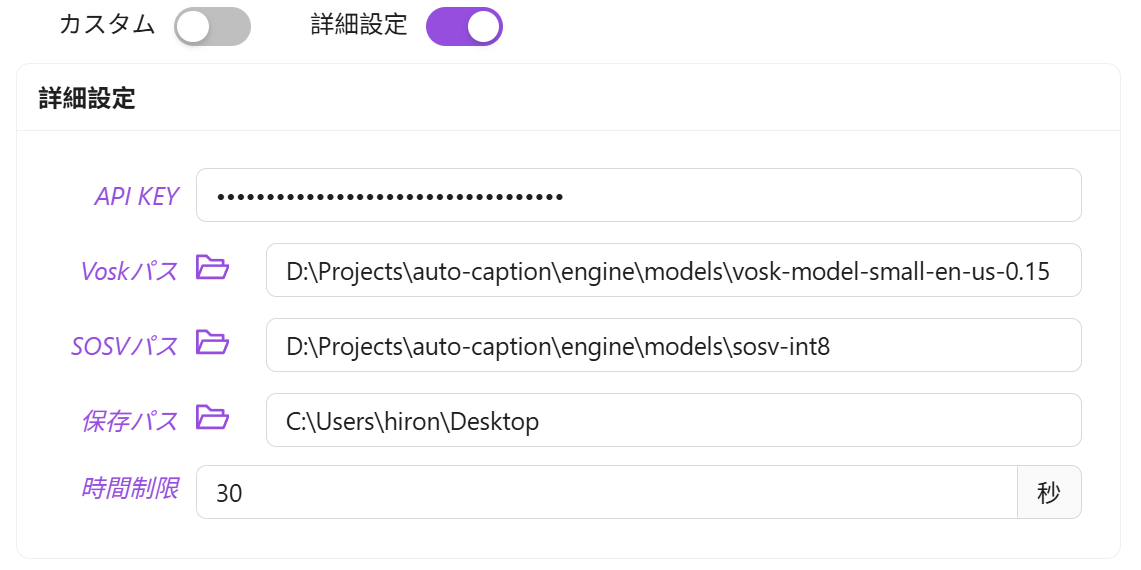 カスタム 詳細設定
詳細設定
API KEY •••••••••••••••••••••••••••••••••••
Voskパス D:\Projects\auto-caption\engine\models\vosk-model-small-en-us-0.15
SOSVパス D:\Projects\auto-caption\engine\models\sosv-int8
保存パス C:\Users\hiron\Desktop
時間制限 30 秒